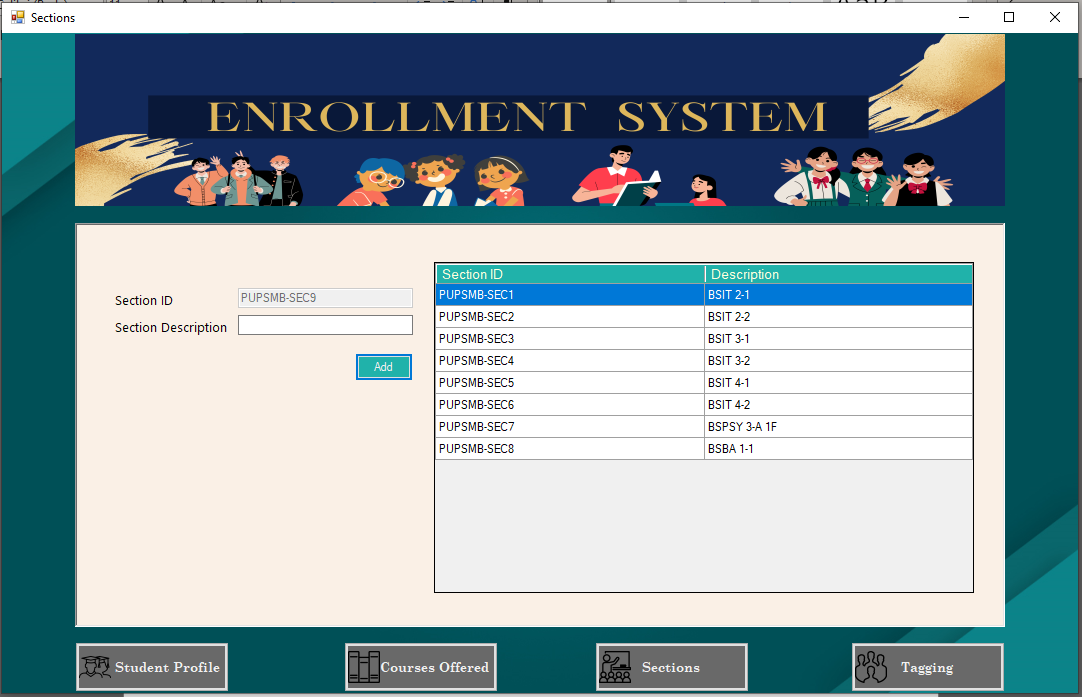 Sections
ENROLLMENT SYSTEM
Section ID PUPSMB-SEC9
Section Description
Add
Section ID Description
PUPSMB-SEC1 BSIT 2-1
PUPSMB-SEC2 BSIT 2-2
PUPSMB-SEC3 BSIT 3-1
PUPSMB-SEC4 BSIT 3-2
PUPSMB-SEC5 BSIT 4-1
PUPSMB-SEC6 BSIT 4-2
PUPSMB-SEC7 BSPSY 3-A 1F
PUPSMB-SEC8 BSBA 1-1
Student Profile Courses Offered Sections Tagging